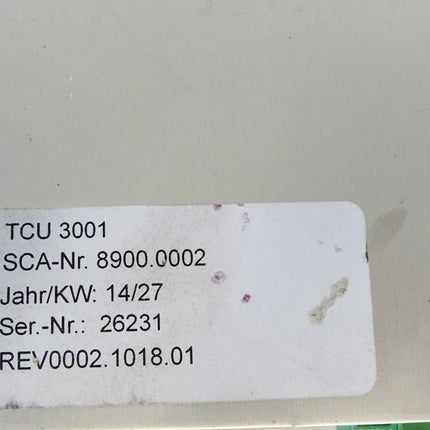 TCU 3001
SCA-Nr. 8900.0002
Jahr/KW: 14/27
Ser.-Nr.: 26231
REV0002.1018.01